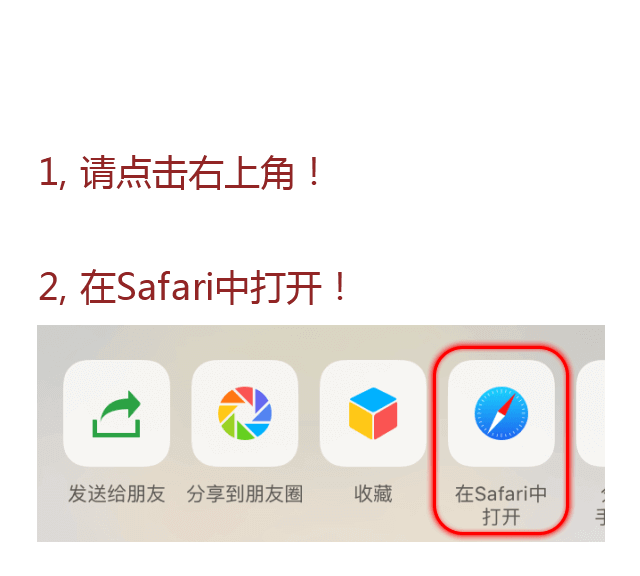 1, 请点击右上角！
2, 在Safari中打开！
发送给朋友
分享到朋友圈
收藏
在Safari中
打开